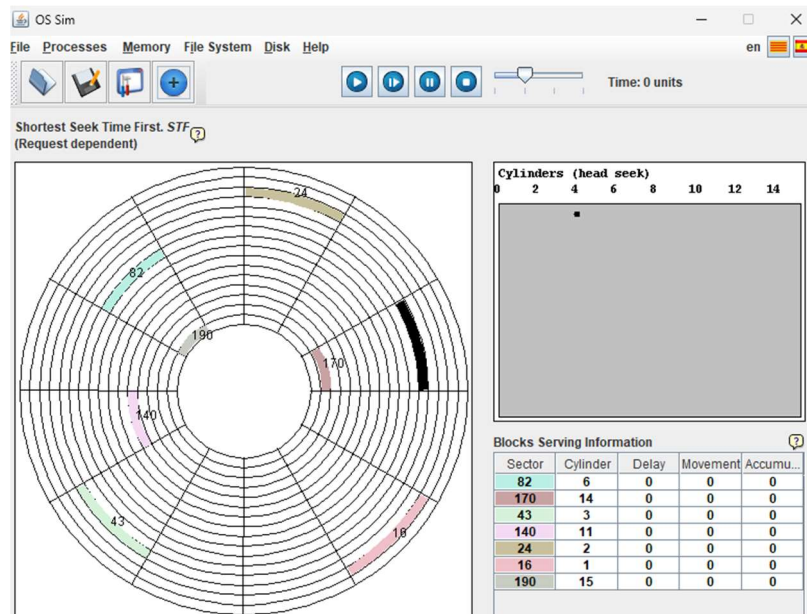 OS Sim
File Processes Memory File System Disk Help
en
Time: 0 units
Shortest Seek Time First. STF
(Request dependent)
?
24
82
190
170
140
43
16
Cylinders (head seek)
0 2 4 6 8 10 12 14
Blocks Serving Information
?
Sector Cylinder Delay Movement Accumu...
82 6 0 0 0
170 14 0 0 0
43 3 0 0 0
140 11 0 0 0
24 2 0 0 0
16 1 0 0 0
190 15 0 0 0